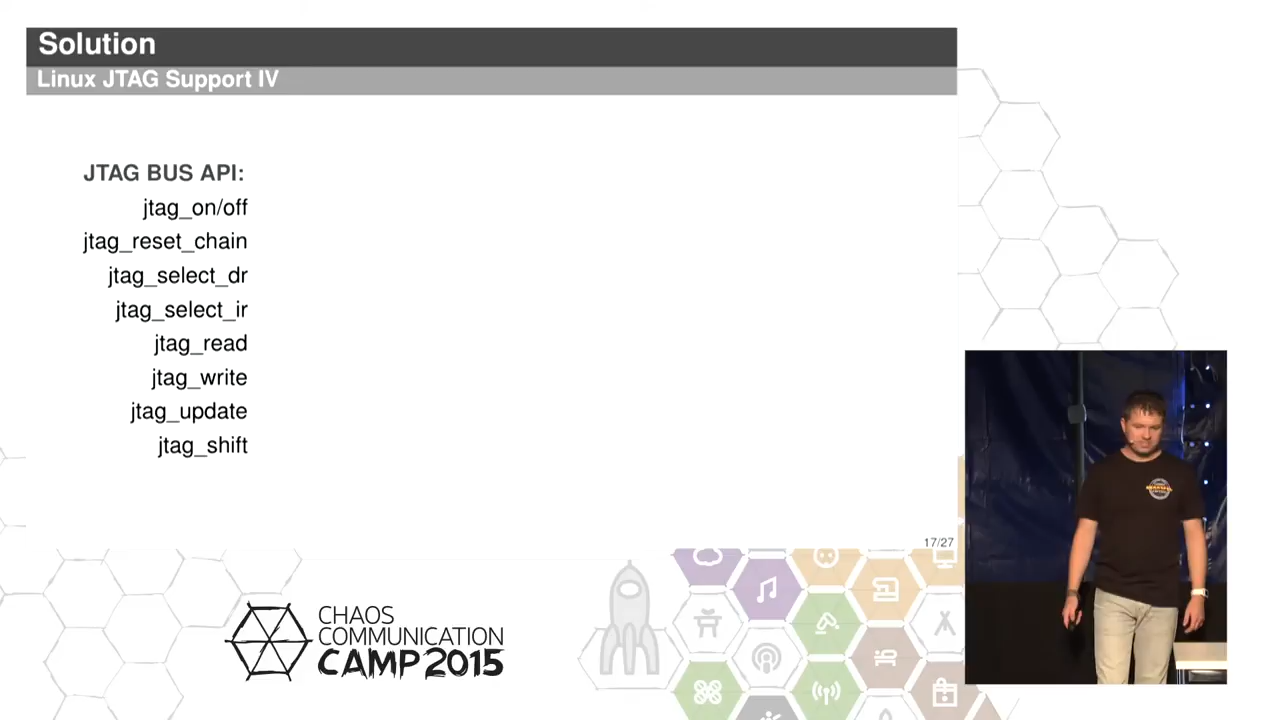 Solution
Linux JTAG Support IV
JTAG BUS API:
jtag_on/off
jtag_reset_chain
jtag_select_dr
jtag_select_ir
jtag_read
jtag_write
jtag_update
jtag_shift
17/27
CHAOS
COMMUNICATION
CAMP 2015